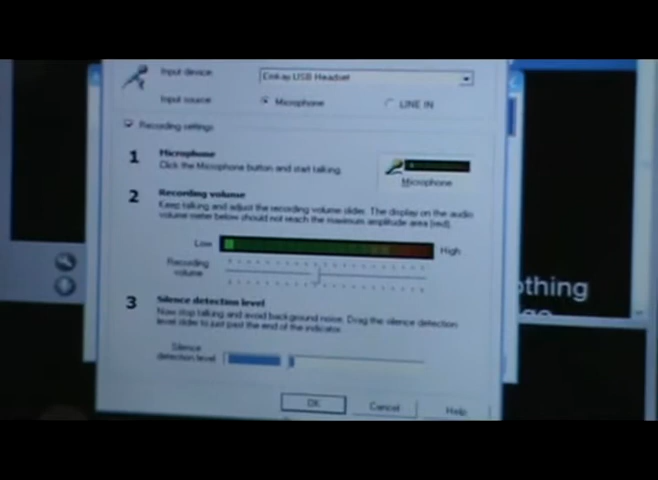 Input device:
Emkay USB Headset
Input source:
Microphone
LINE IN
Recording settings
1
Microphone
Click the Microphone button and start talking.
Microphone
2
Recording volume
Keep talking and adjust the recording volume slider. The display on the audio
volume meter below should not reach the maximum amplitude area (red).
Low
High
Recording
volume
3
Silence detection level
Now stop talking and avoid background noise. Drag the silence detection
level slider to just past the end of the indicator.
Silence
detection level
OK
Cancel
Help
othing